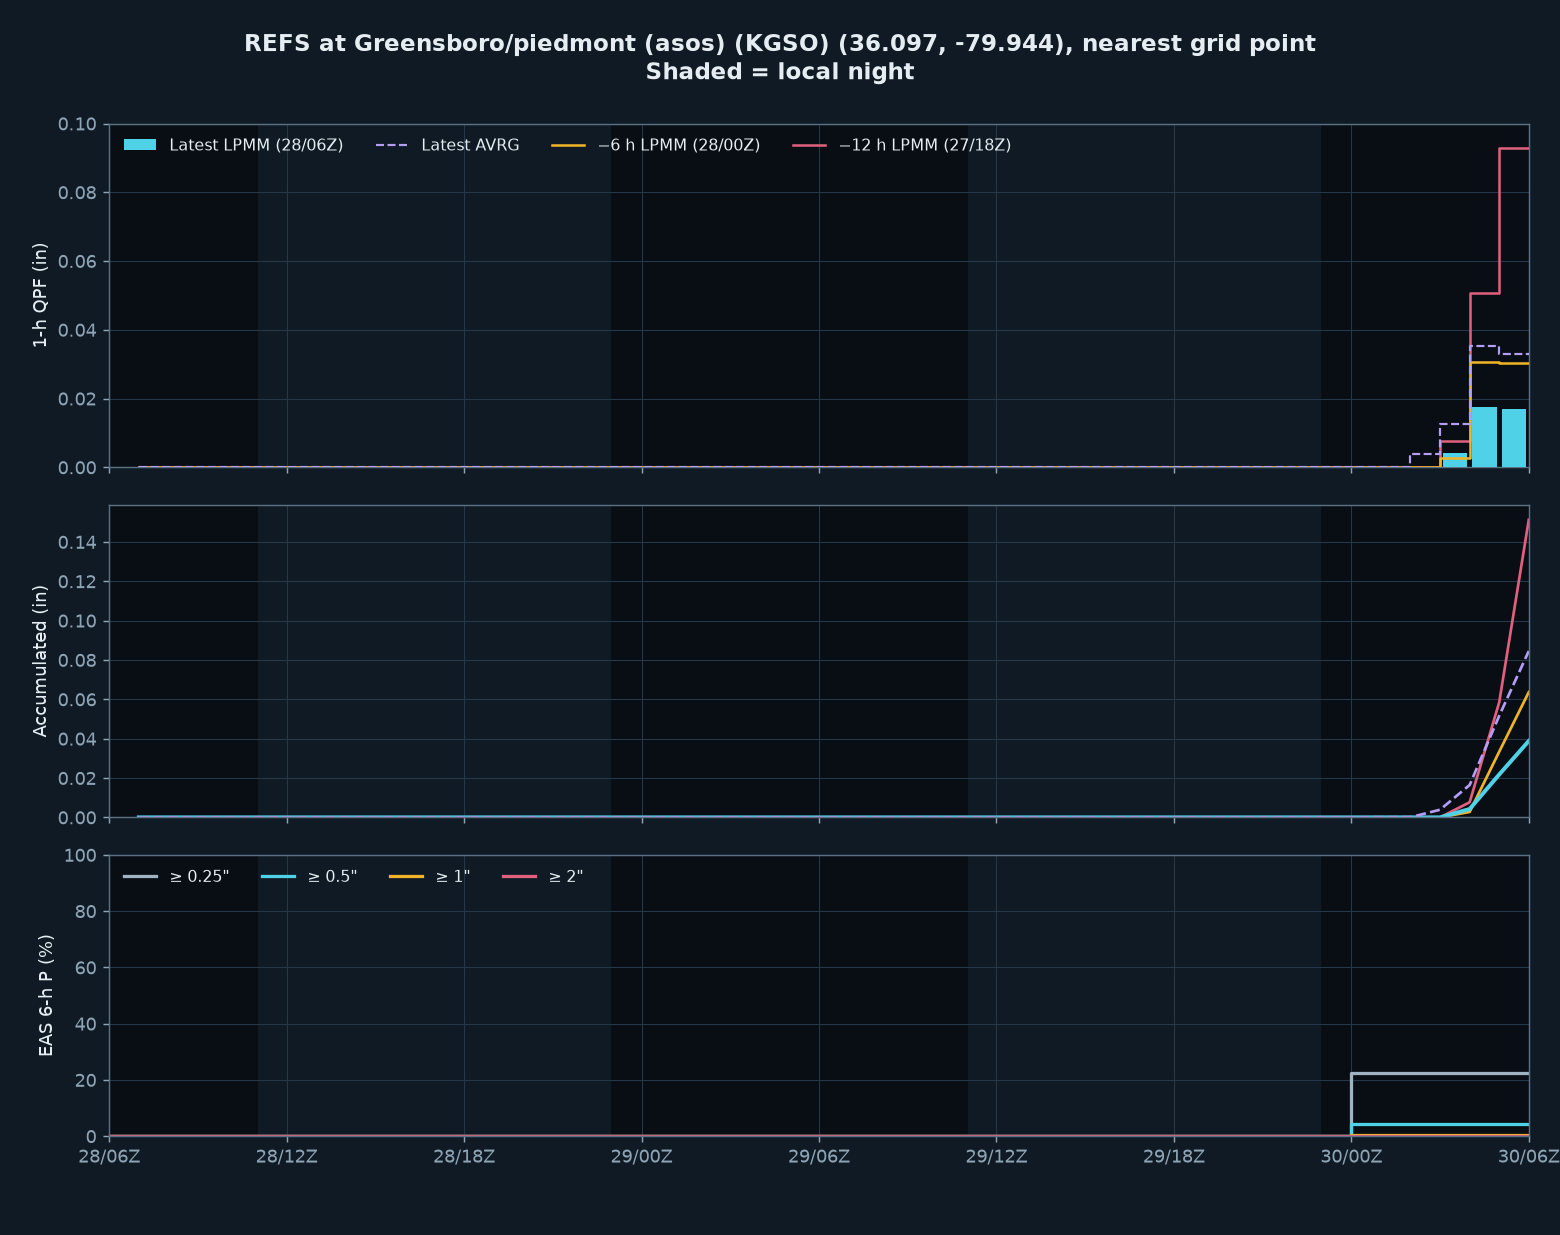 REFS at Greensboro/piedmont (asos) (KGSO) (36.097, -79.944), nearest grid point
Shaded = local night
Latest LPMM (28/06Z) Latest AVRG −6 h LPMM (28/00Z) −12 h LPMM (27/18Z)
1-h QPF (in)
0.10
0.08
0.06
0.04
0.02
0.00
Accumulated (in)
0.14
0.12
0.10
0.08
0.06
0.04
0.02
0.00
≥ 0.25" ≥ 0.5" ≥ 1" ≥ 2"
EAS 6-h P (%)
100
80
60
40
20
0
28/06Z 28/12Z 28/18Z 29/00Z 29/06Z 29/12Z 29/18Z 30/00Z 30/06Z